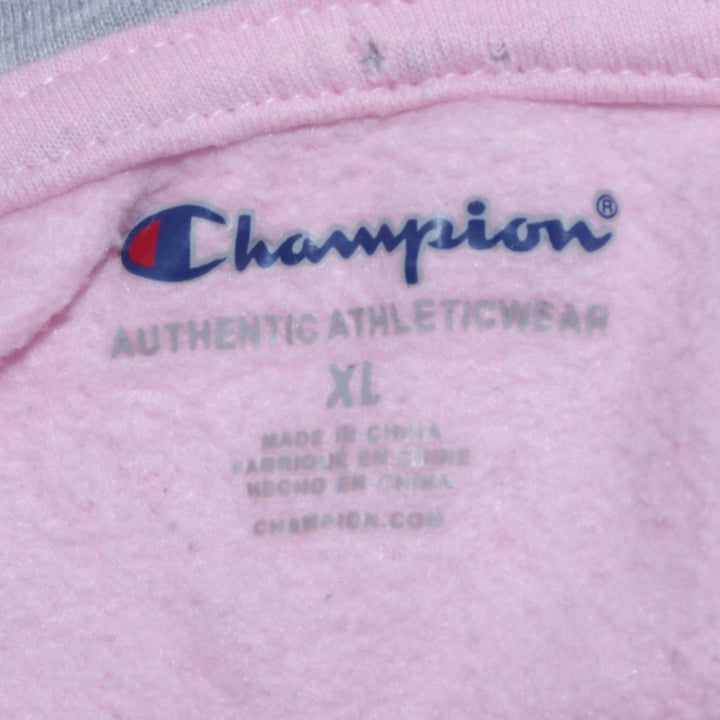 Champion®
AUTHENTIC ATHLETICWEAR
XL
MADE IN CHINA
FABRIQUÉ EN CHINE
HECHO EN CHINA
CHAMPION.COM